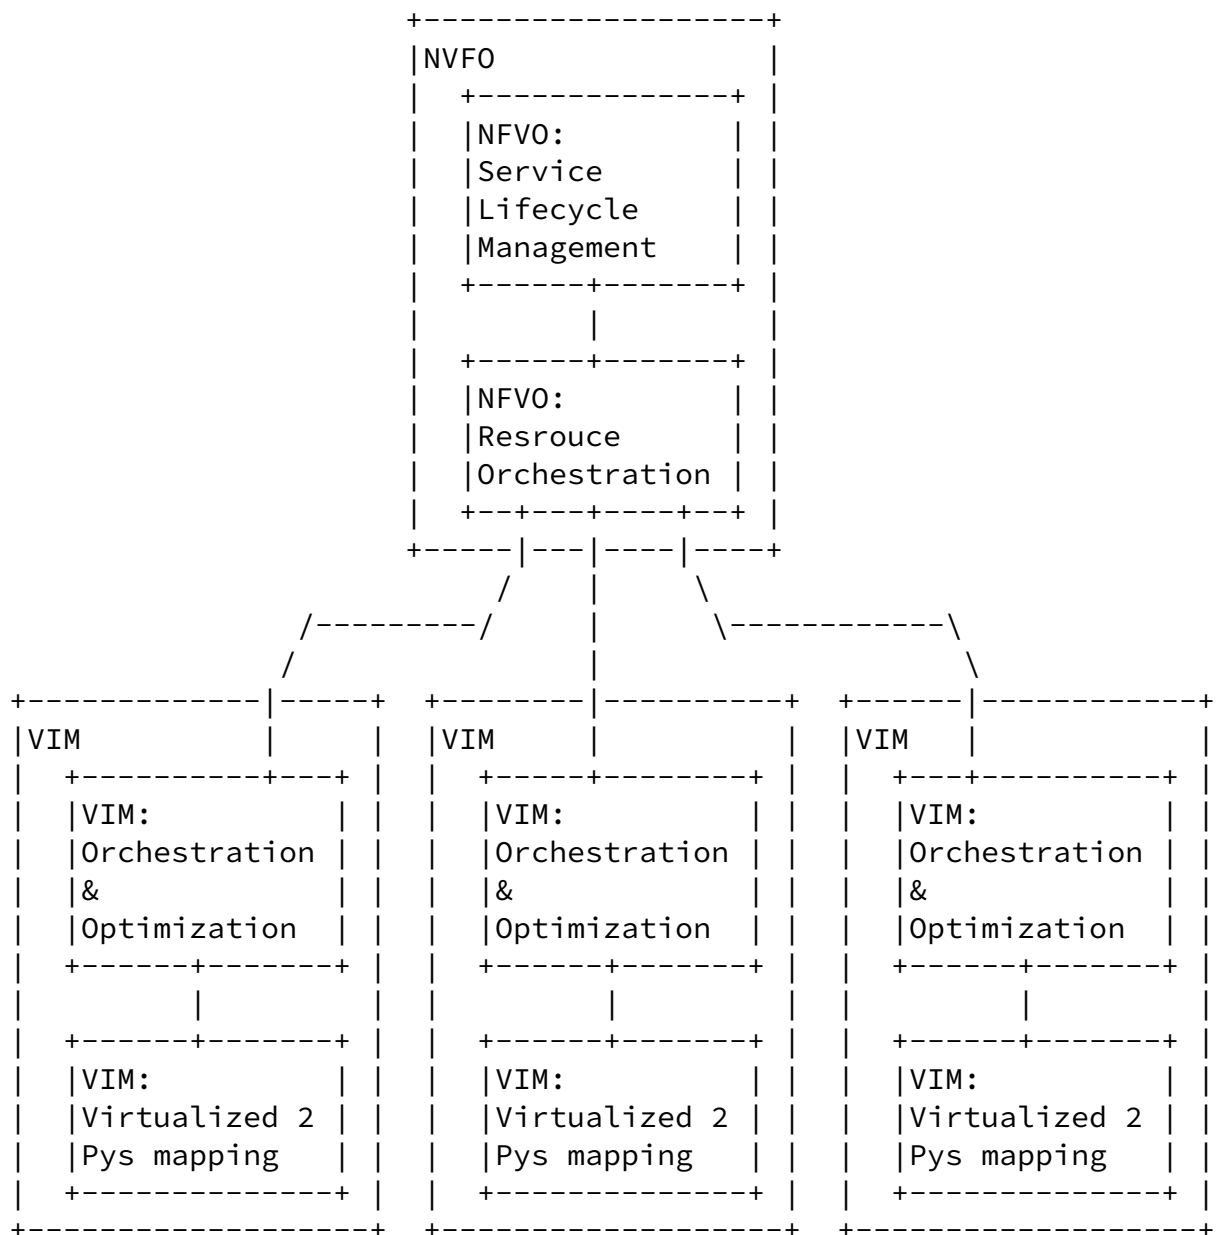 NVFO
NFVO:
Service
Lifecycle
Management
NFVO:
Resrouce
Orchestration
VIM
VIM:
Orchestration
&
Optimization
VIM:
Virtualized 2
Pys mapping
VIM
VIM:
Orchestration
&
Optimization
VIM:
Virtualized 2
Pys mapping
VIM
VIM:
Orchestration
&
Optimization
VIM:
Virtualized 2
Pys mapping